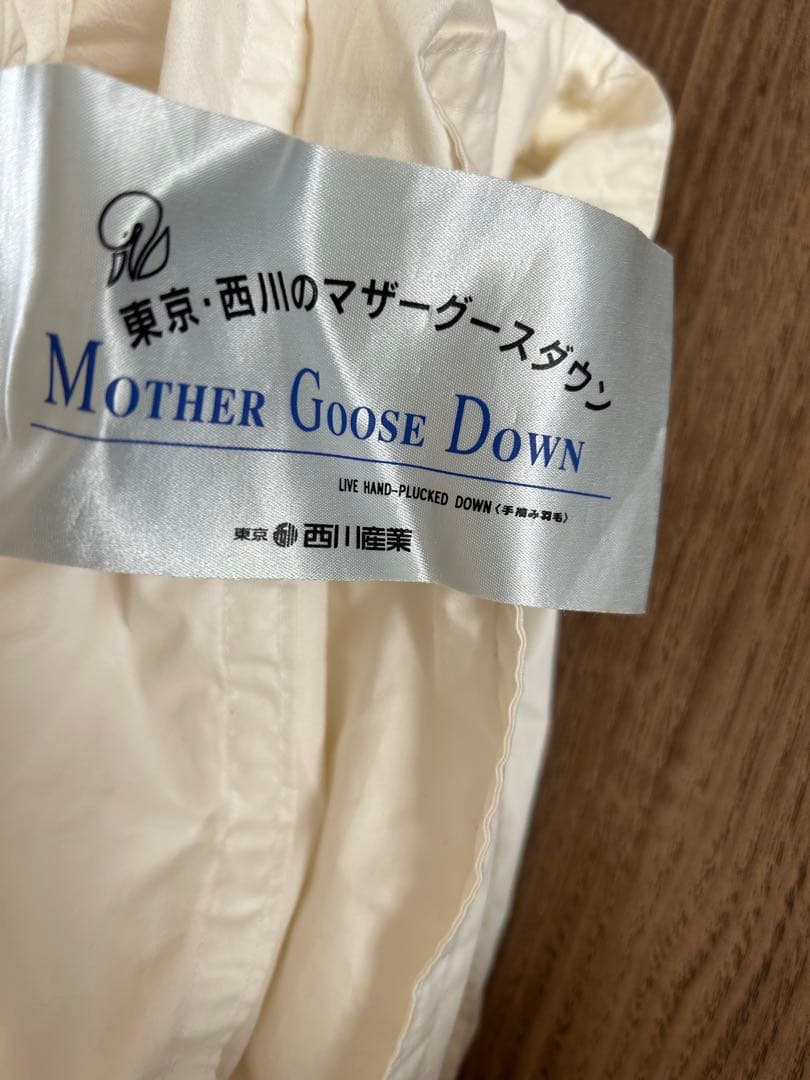 東京・西川のマザーグースダウン
MOTHER GOOSE DOWN
LIVE HAND-PLUCKED DOWN〈手摘み羽毛〉
東京 西川産業